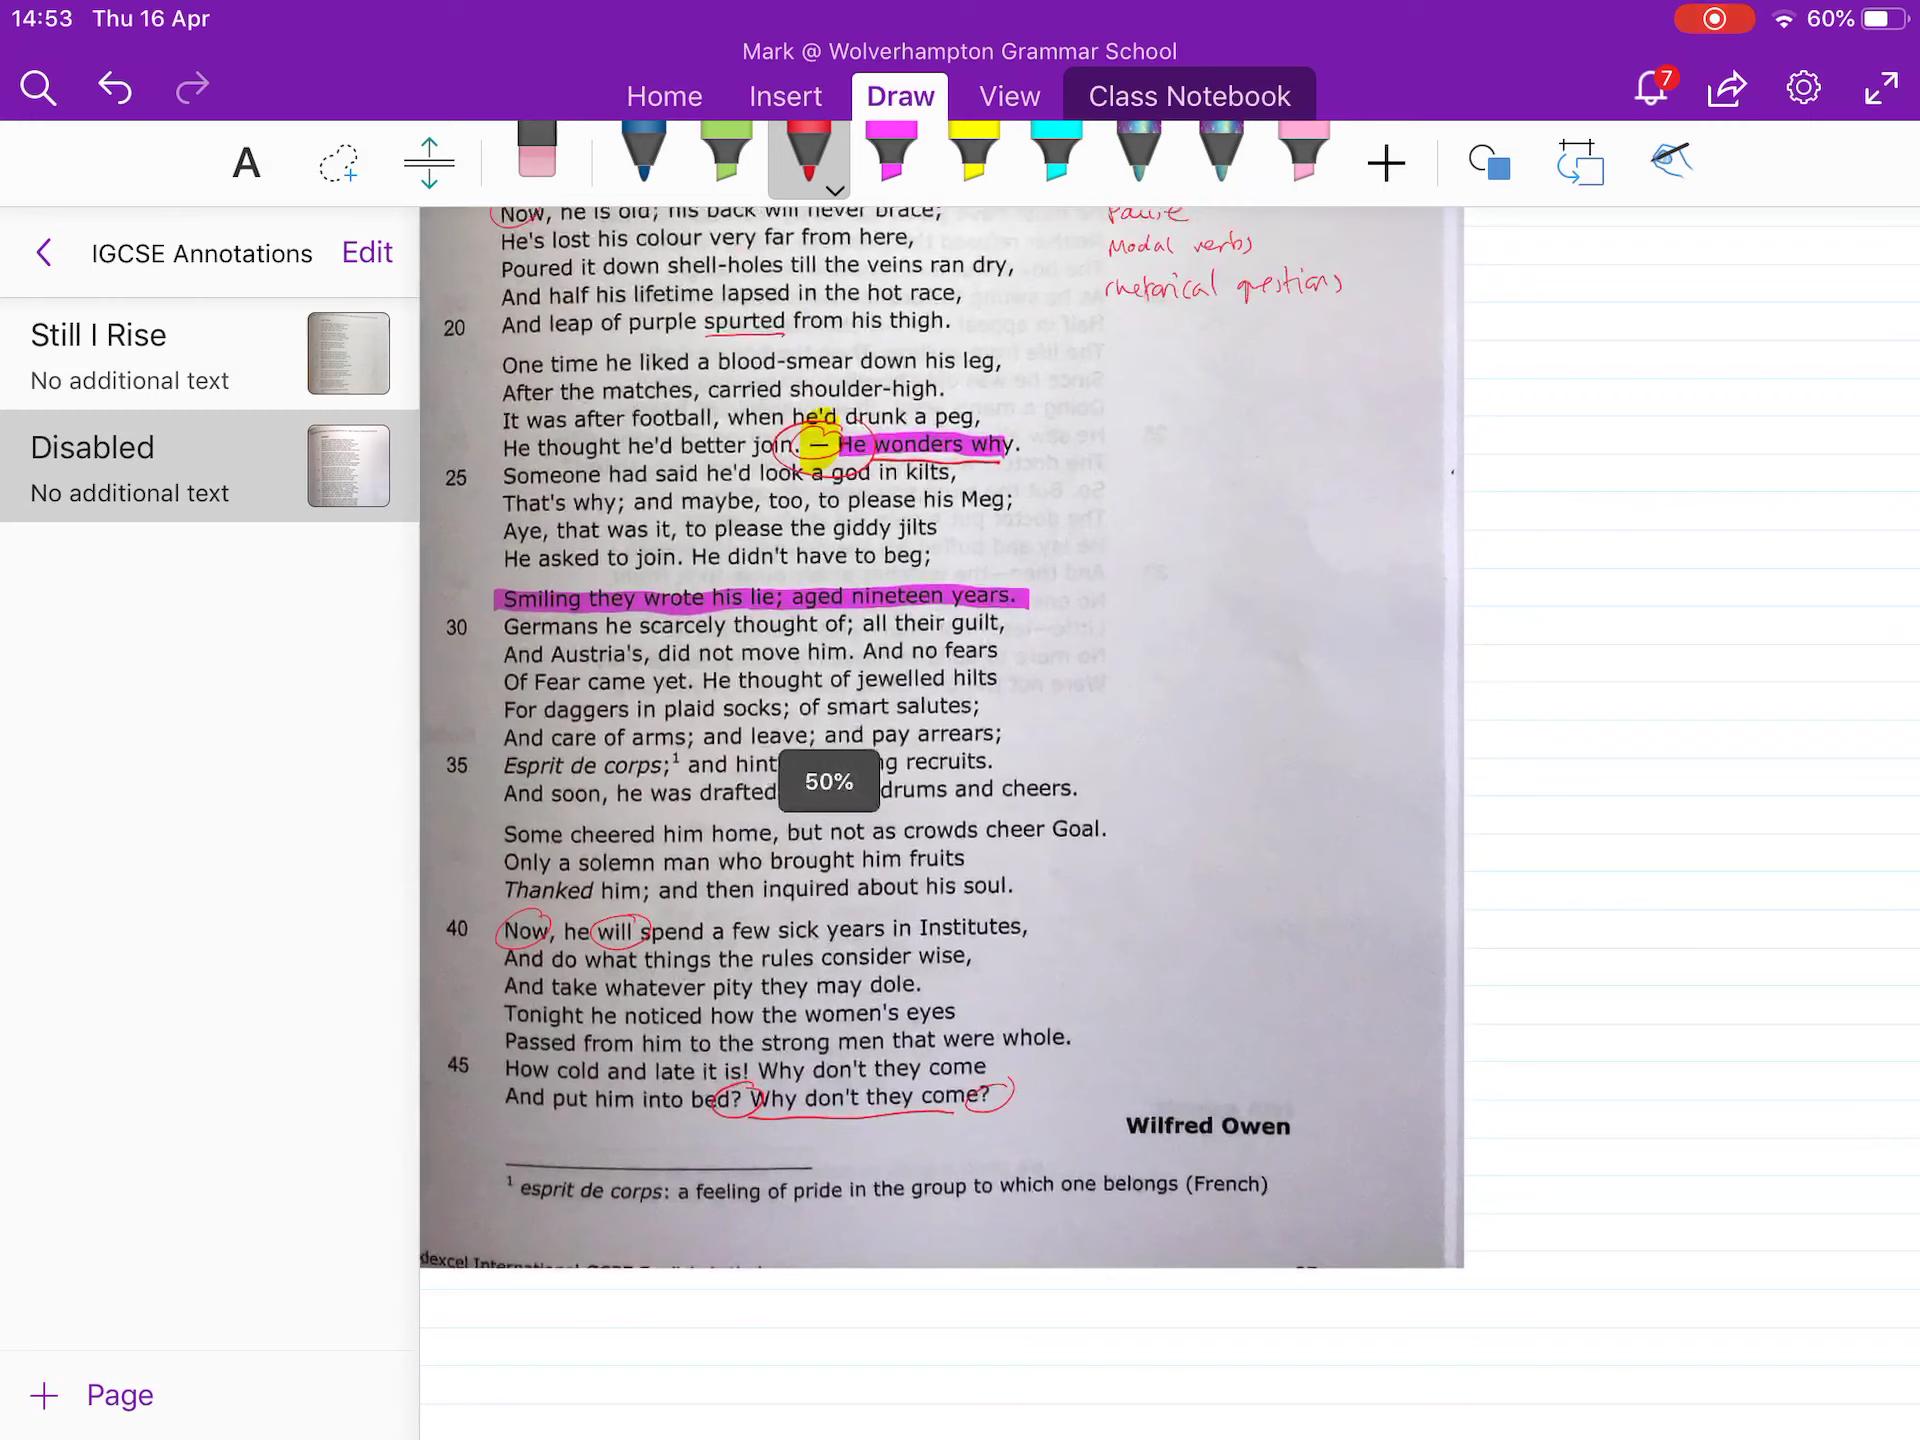 14:53 Thu 16 Apr
60%
Mark @ Wolverhampton Grammar School
Home Insert Draw View Class Notebook
7
A
IGCSE Annotations Edit
Still I Rise
No additional text
Disabled
No additional text
Page
Now, he is old; his back will never brace;
He's lost his colour very far from here,
Poured it down shell-holes till the veins ran dry,
And half his lifetime lapsed in the hot race,
20 And leap of purple spurted from his thigh.
Pause
Modal verbs
rhetorical questions
One time he liked a blood-smear down his leg,
After the matches, carried shoulder-high.
It was after football, when he'd drunk a peg,
He thought he'd better join. – He wonders why.
25 Someone had said he'd look a god in kilts,
That's why; and maybe, too, to please his Meg;
Aye, that was it, to please the giddy jilts
He asked to join. He didn't have to beg;
Smiling they wrote his lie; aged nineteen years.
30 Germans he scarcely thought of; all their guilt,
And Austria's, did not move him. And no fears
Of Fear came yet. He thought of jewelled hilts
For daggers in plaid socks; of smart salutes;
And care of arms; and leave; and pay arrears;
35 Esprit de corps;¹ and hint ng recruits.
And soon, he was drafted drums and cheers.
50%
Some cheered him home, but not as crowds cheer Goal.
Only a solemn man who brought him fruits
Thanked him; and then inquired about his soul.
40 Now, he will spend a few sick years in Institutes,
And do what things the rules consider wise,
And take whatever pity they may dole.
Tonight he noticed how the women's eyes
Passed from him to the strong men that were whole.
45 How cold and late it is! Why don't they come
And put him into bed? Why don't they come?
Wilfred Owen
¹ esprit de corps: a feeling of pride in the group to which one belongs (French)